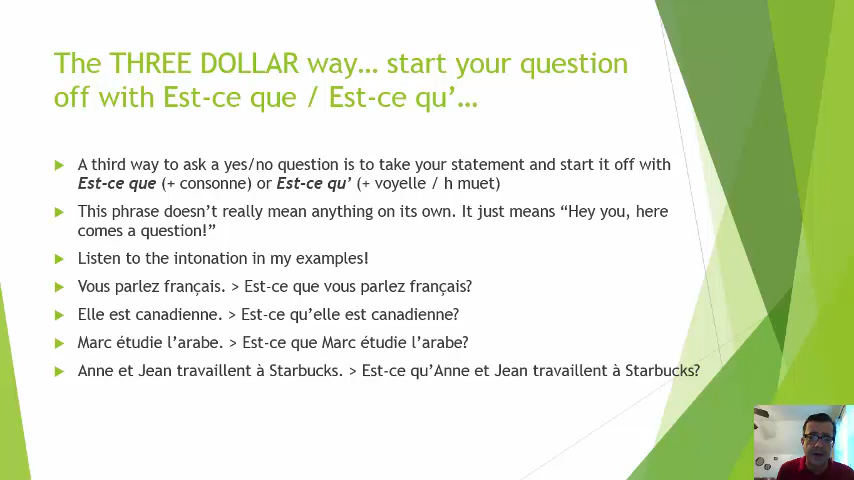 The THREE DOLLAR way… start your question
off with Est-ce que / Est-ce qu’…
A third way to ask a yes/no question is to take your statement and start it off with
Est-ce que (+ consonne) or Est-ce qu’ (+ voyelle / h muet)
This phrase doesn’t really mean anything on its own. It just means “Hey you, here
comes a question!”
Listen to the intonation in my examples!
Vous parlez français. > Est-ce que vous parlez français?
Elle est canadienne. > Est-ce qu’elle est canadienne?
Marc étudie l’arabe. > Est-ce que Marc étudie l’arabe?
Anne et Jean travaillent à Starbucks. > Est-ce qu’Anne et Jean travaillent à Starbucks?